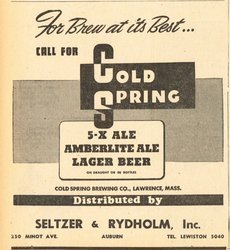 For Brew at its Best...
CALL FOR
COLD
SPRING
5-X ALE
AMBERLITE ALE
LAGER BEER
ON DRAUGHT OR IN BOTTLES
COLD SPRING BREWING CO., LAWRENCE, MASS.
Distributed by
SELTZER & RYDHOLM, Inc.
250 MINOT AVE. AUBURN TEL. LEWISTON 5040